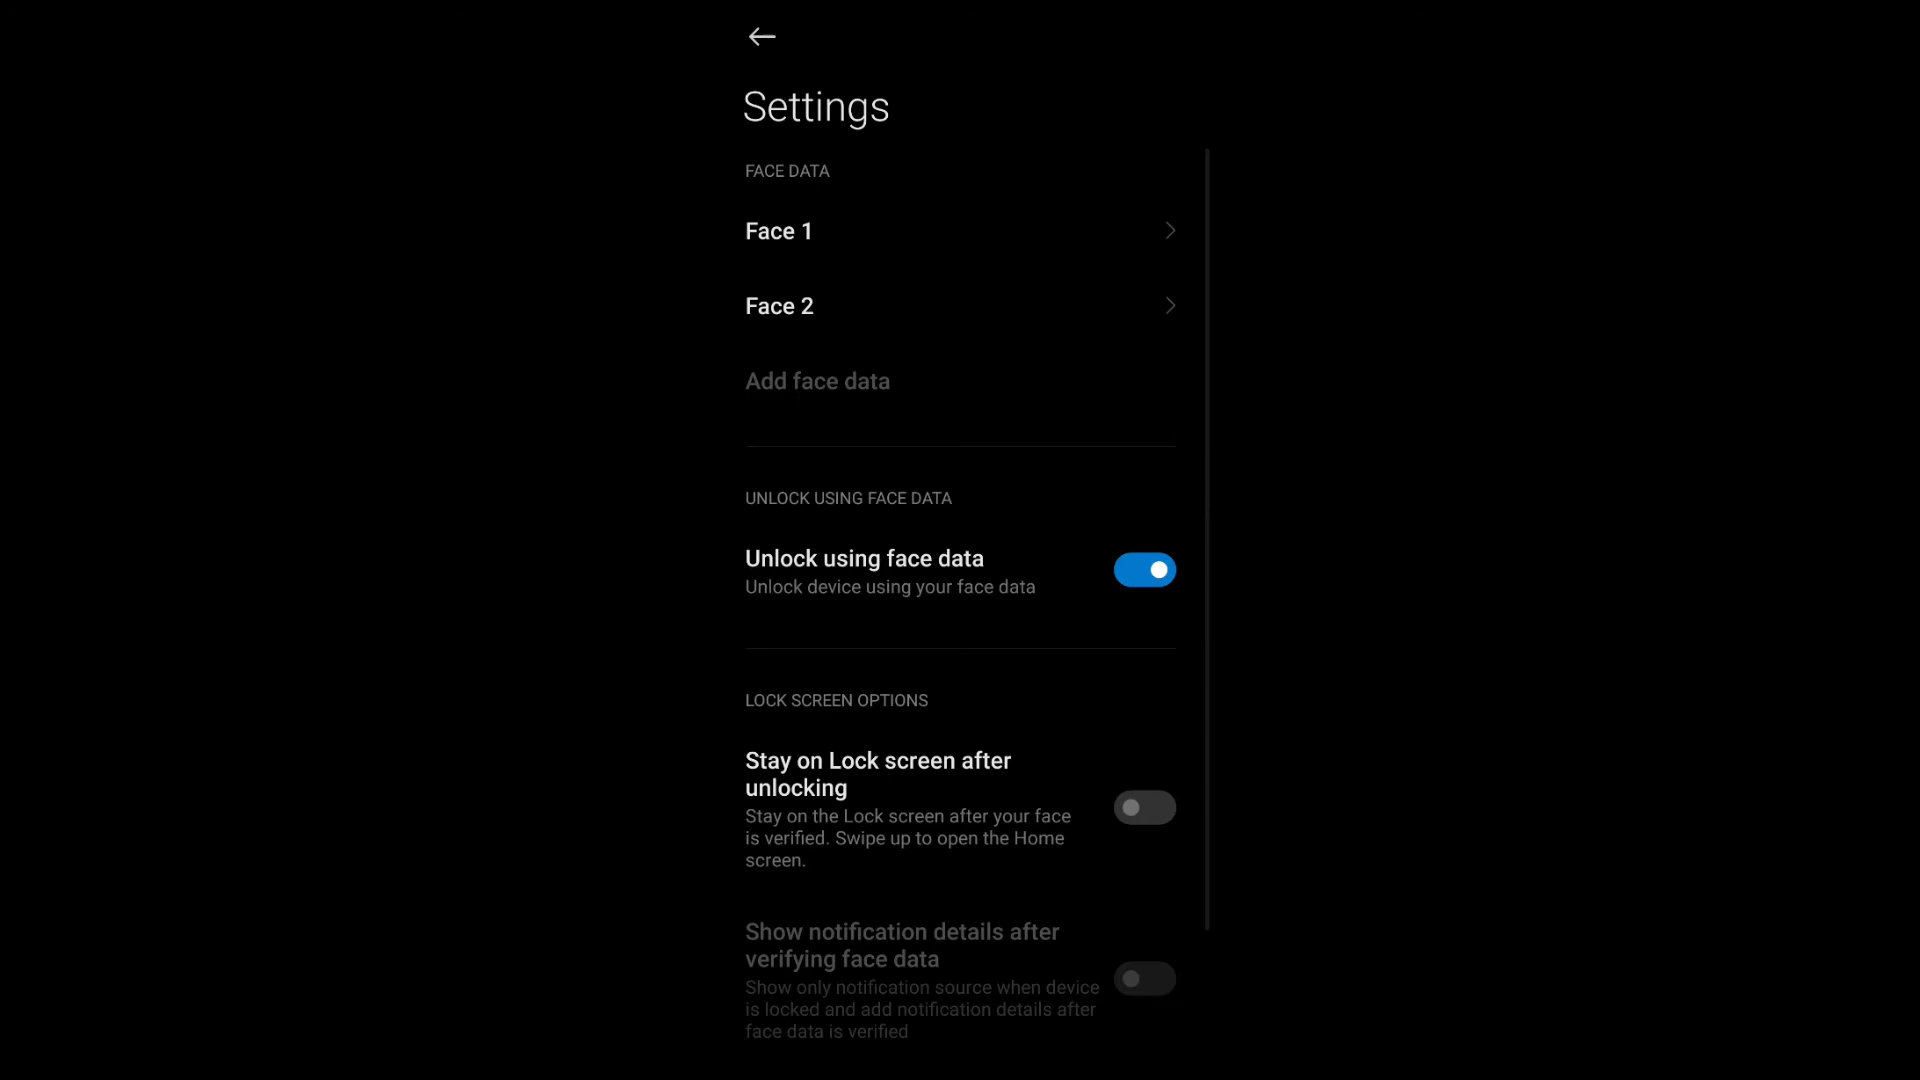 Settings
FACE DATA
Face 1
Face 2
Add face data
UNLOCK USING FACE DATA
Unlock using face data
Unlock device using your face data
LOCK SCREEN OPTIONS
Stay on Lock screen after
unlocking
Stay on the Lock screen after your face
is verified. Swipe up to open the Home
screen.
Show notification details after
verifying face data
Show only notification source when device
is locked and add notification details after
face data is verified